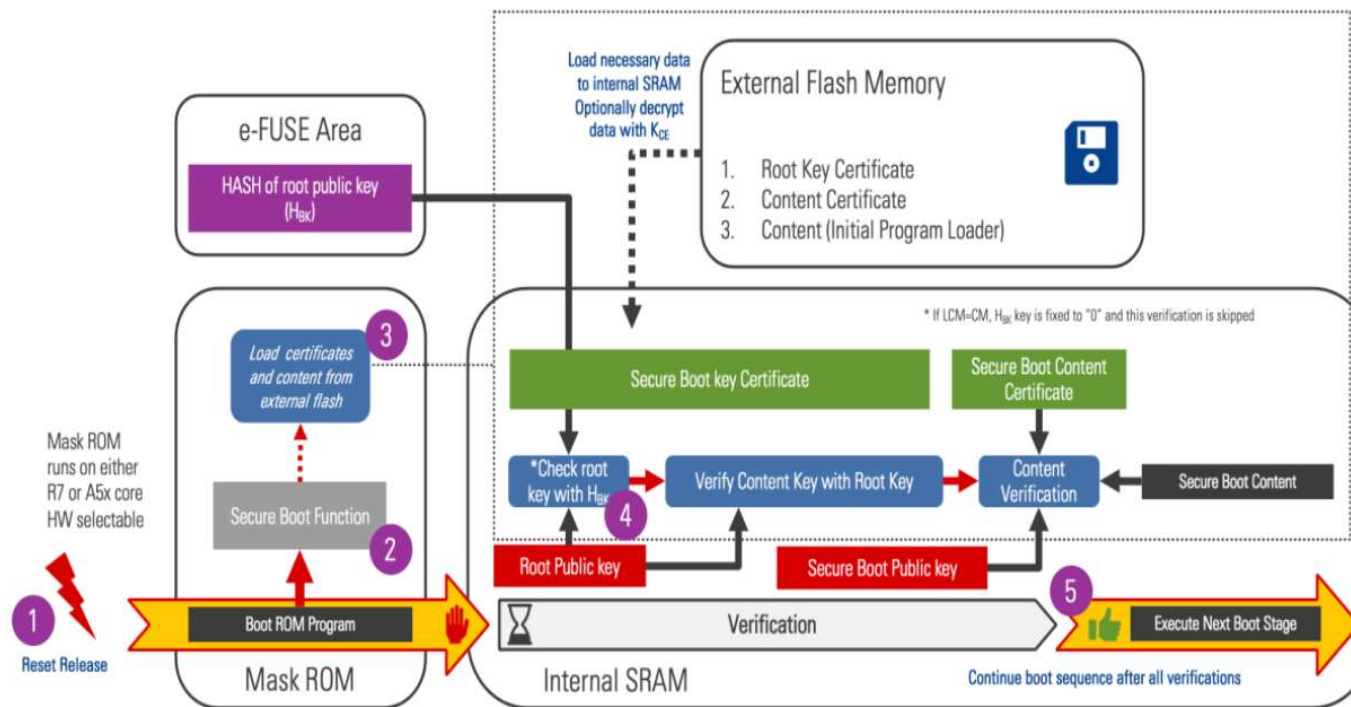 Load necessary data
to internal SRAM
Optionally decrypt
data with K_CE
External Flash Memory
1. Root Key Certificate
2. Content Certificate
3. Content (Initial Program Loader)
e-FUSE Area
HASH of root public key
(H_BK)
* If LCM=CM, H_BK key is fixed to "0" and this verification is skipped
3
Load certificates
and content from
external flash
Secure Boot key Certificate
Secure Boot Content
Certificate
Mask ROM
runs on either
R7 or A5x core
HW selectable
Secure Boot Function
2
*Check root
key with H_BK
4
Verify Content Key with Root Key
Content
Verification
Secure Boot Content
Root Public key
Secure Boot Public key
1
Reset Release
Boot ROM Program
Verification
5
Execute Next Boot Stage
Mask ROM
Internal SRAM
Continue boot sequence after all verifications